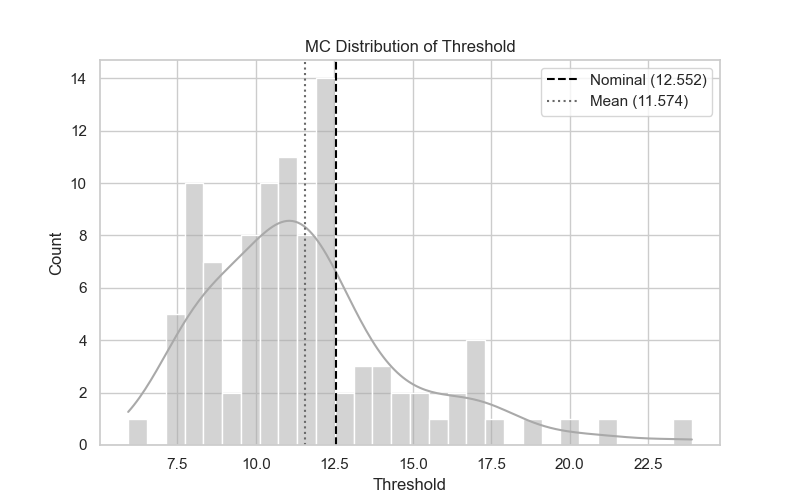 MC Distribution of Threshold
Nominal (12.552)
Mean (11.574)
14
12
10
8
6
4
2
0
Count
7.5 10.0 12.5 15.0 17.5 20.0 22.5
Threshold